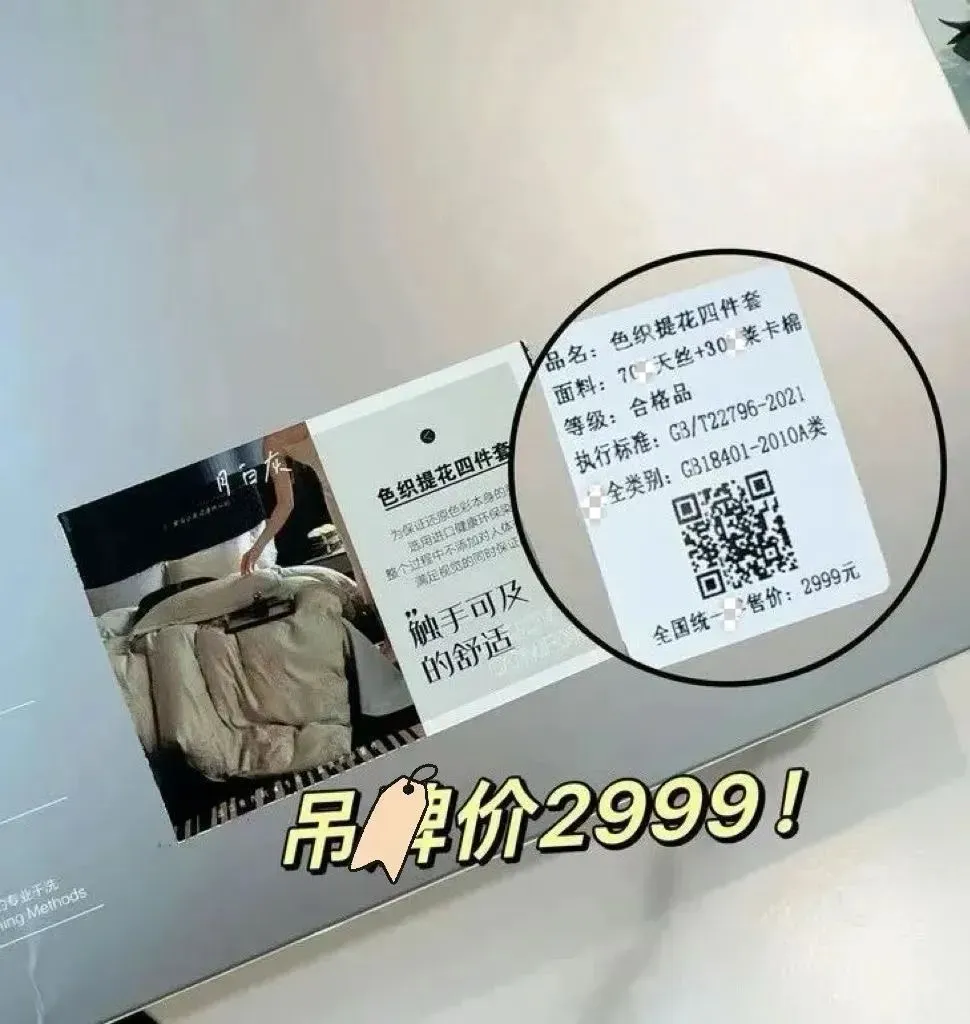 品名：色织提花四件套
面料：70 天丝+30 莱卡棉
等级：合格品
执行标准：GB/T22796-2021
全类别：GB18401-2010A类
全国统一 售价：2999元
月白灰
色织提花四件套
为保证还原色彩本身的
选用进口健康环保
整个过程中不添加对人体
满足视觉的同时保证
"触手可及
的舒适
吊牌价2999！
的专业干洗
ing Methods